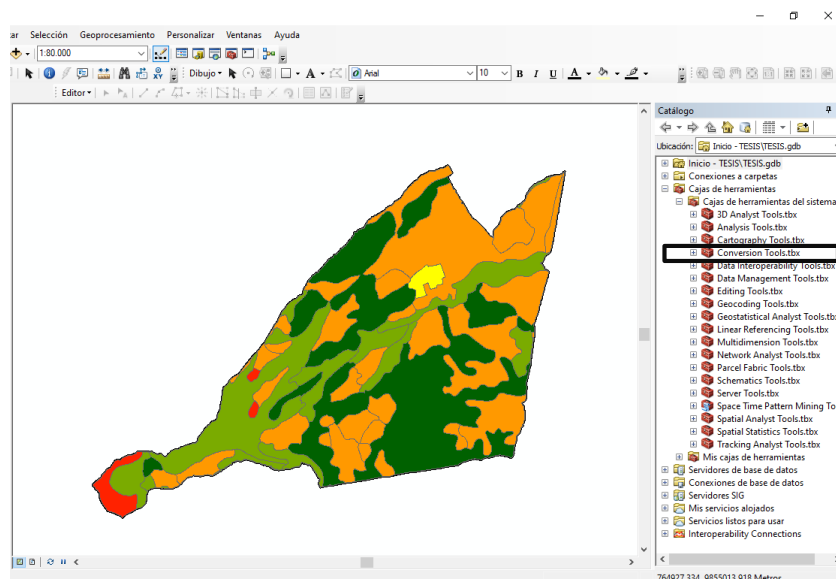 ar Selección Geoprocesamiento Personalizar Ventanas Ayuda
1:80.000
Dibujo A Arial 10 B I U A
Editor
Catálogo
Ubicación: Inicio - TESIS\TESIS.gdb
Inicio - TESIS\TESIS.gdb
Conexiones a carpetas
Cajas de herramientas
Cajas de herramientas del sistema
3D Analyst Tools.tbx
Analysis Tools.tbx
Cartography Tools.tbx
Conversion Tools.tbx
Data Interoperability Tools.tbx
Data Management Tools.tbx
Editing Tools.tbx
Geocoding Tools.tbx
Geostatistical Analyst Tools.tb
Linear Referencing Tools.tbx
Multidimension Tools.tbx
Network Analyst Tools.tbx
Parcel Fabric Tools.tbx
Schematics Tools.tbx
Server Tools.tbx
Space Time Pattern Mining To
Spatial Analyst Tools.tbx
Spatial Statistics Tools.tbx
Tracking Analyst Tools.tbx
Mis cajas de herramientas
Servidores de base de datos
Conexiones de base de datos
Servidores SIG
Mis servicios alojados
Servicios listos para usar
Interoperability Connections
764927,334 9855013,918 Metros